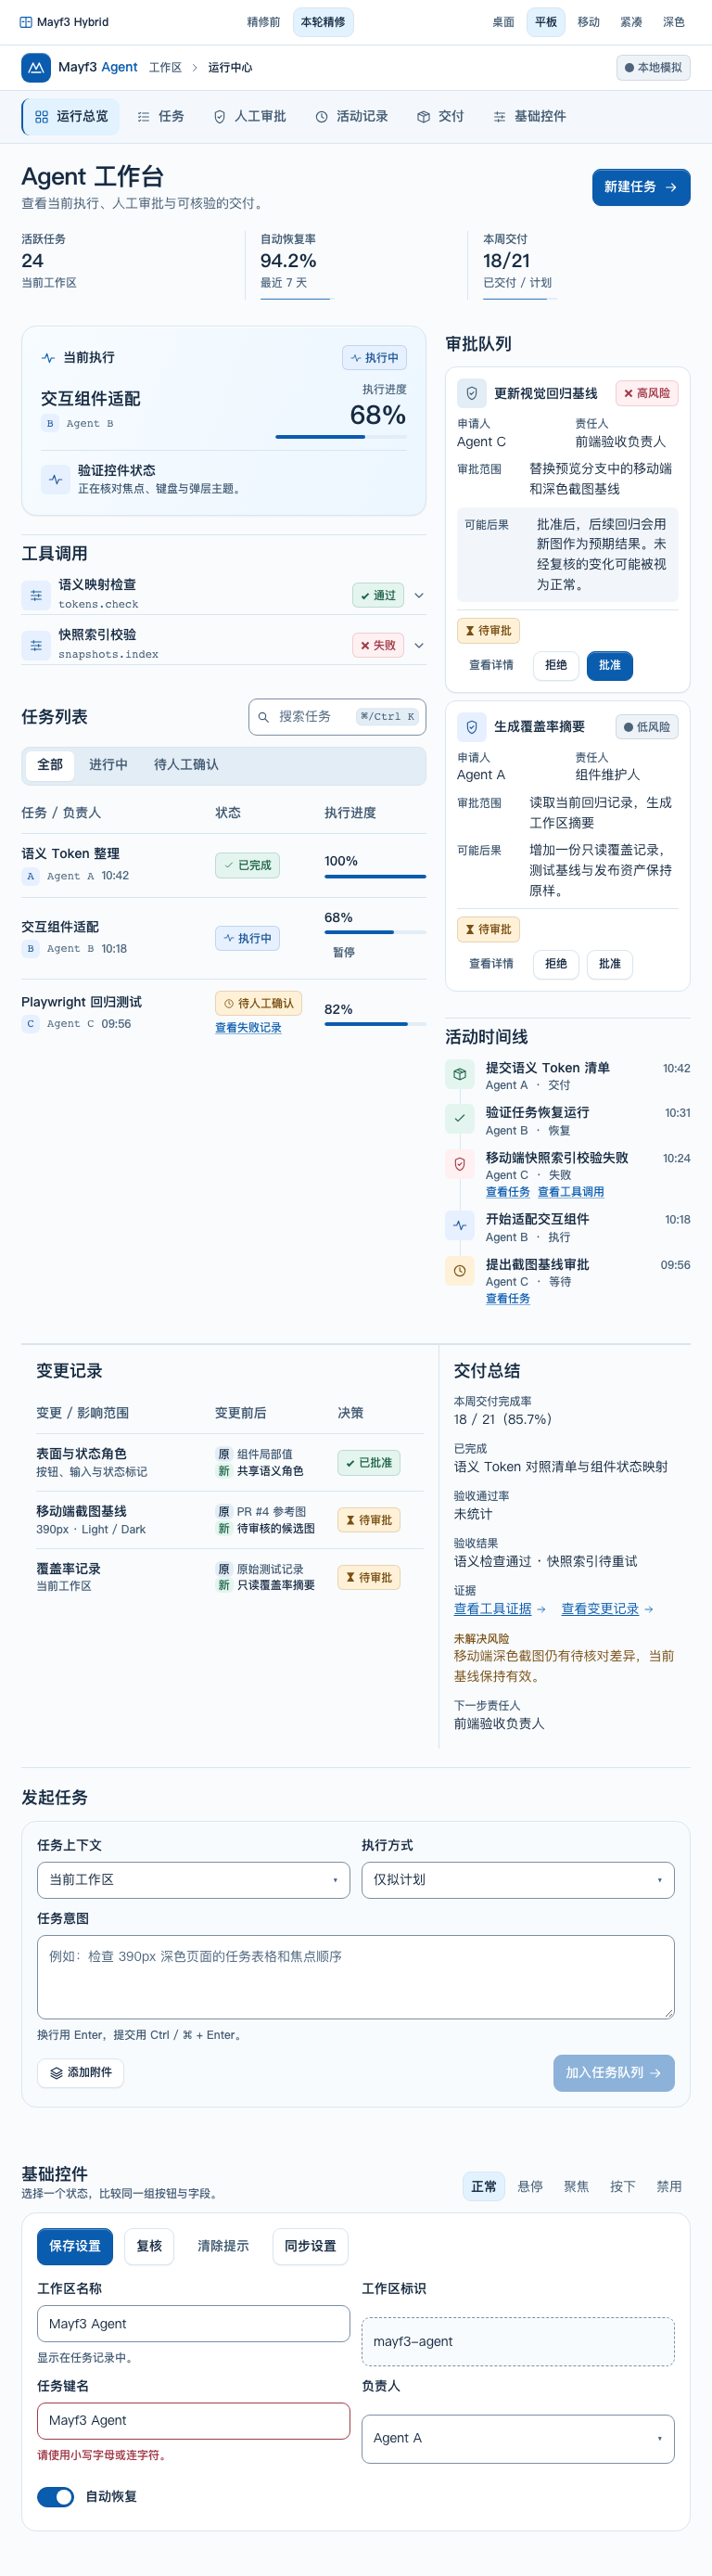 Mayf3 Hybrid
精修前
本轮精修
桌面
平板
移动
紧凑
深色
Mayf3 Agent
工作区
运行中心
本地模拟
运行总览
任务
人工审批
活动记录
交付
基础控件
Agent 工作台
查看当前执行、人工审批与可核验的交付。
新建任务
活跃任务
24
当前工作区
自动恢复率
94.2%
最近 7 天
本周交付
18/21
已交付 / 计划
当前执行
执行中
交互组件适配
B Agent B
执行进度
68%
验证控件状态
正在核对焦点、键盘与弹层主题。
工具调用
语义映射检查
tokens.check
通过
快照索引校验
snapshots.index
失败
任务列表
搜索任务
⌘/Ctrl K
全部
进行中
待人工确认
任务 / 负责人
状态
执行进度
语义 Token 整理
A Agent A 10:42
已完成
100%
交互组件适配
B Agent B 10:18
执行中
68%
暂停
Playwright 回归测试
C Agent C 09:56
待人工确认
查看失败记录
82%
审批队列
更新视觉回归基线
高风险
申请人
Agent C
责任人
前端验收负责人
审批范围
替换预览分支中的移动端
和深色截图基线
可能后果
批准后，后续回归会用
新图作为预期结果。未
经复核的变化可能被视
为正常。
待审批
查看详情
拒绝
批准
生成覆盖率摘要
低风险
申请人
Agent A
责任人
组件维护人
审批范围
读取当前回归记录，生成
工作区摘要
可能后果
增加一份只读覆盖记录，
测试基线与发布资产保持
原样。
待审批
查看详情
拒绝
批准
活动时间线
提交语义 Token 清单
10:42
Agent A · 交付
验证任务恢复运行
10:31
Agent B · 恢复
移动端快照索引校验失败
10:24
Agent C · 失败
查看任务 查看工具调用
开始适配交互组件
10:18
Agent B · 执行
提出截图基线审批
09:56
Agent C · 等待
查看任务
变更记录
变更 / 影响范围
变更前后
决策
表面与状态角色
按钮、输入与状态标记
原 组件局部值
新 共享语义角色
已批准
移动端截图基线
390px · Light / Dark
原 PR #4 参考图
新 待审核的候选图
待审批
覆盖率记录
当前工作区
原 原始测试记录
新 只读覆盖率摘要
待审批
交付总结
本周交付完成率
18 / 21（85.7%）
已完成
语义 Token 对照清单与组件状态映射
验收通过率
未统计
验收结果
语义检查通过 · 快照索引待重试
证据
查看工具证据 → 查看变更记录 →
未解决风险
移动端深色截图仍有待核对差异，当前
基线保持有效。
下一步责任人
前端验收负责人
发起任务
任务上下文
当前工作区
执行方式
仅拟计划
任务意图
例如：检查 390px 深色页面的任务表格和焦点顺序
换行用 Enter，提交用 Ctrl / ⌘ + Enter。
添加附件
加入任务队列 →
基础控件
选择一个状态，比较同一组按钮与字段。
正常
悬停
聚焦
按下
禁用
保存设置
复核
清除提示
同步设置
工作区名称
Mayf3 Agent
显示在任务记录中。
工作区标识
mayf3-agent
任务键名
Mayf3 Agent
请使用小写字母或连字符。
负责人
Agent A
自动恢复